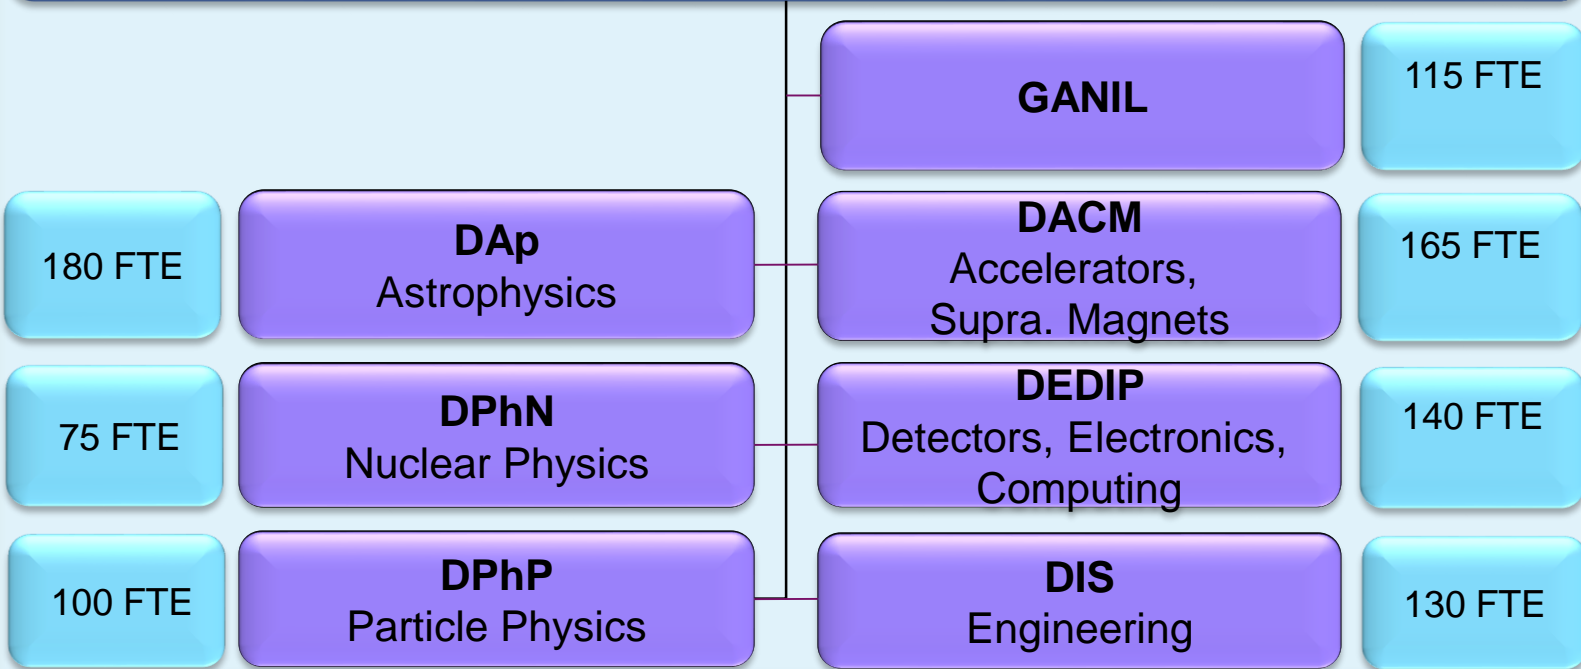 GANIL
115 FTE
180 FTE
DAp
Astrophysics
DACM
Accelerators,
Supra. Magnets
165 FTE
75 FTE
DPhN
Nuclear Physics
DEDIP
Detectors, Electronics,
Computing
140 FTE
100 FTE
DPhP
Particle Physics
DIS
Engineering
130 FTE